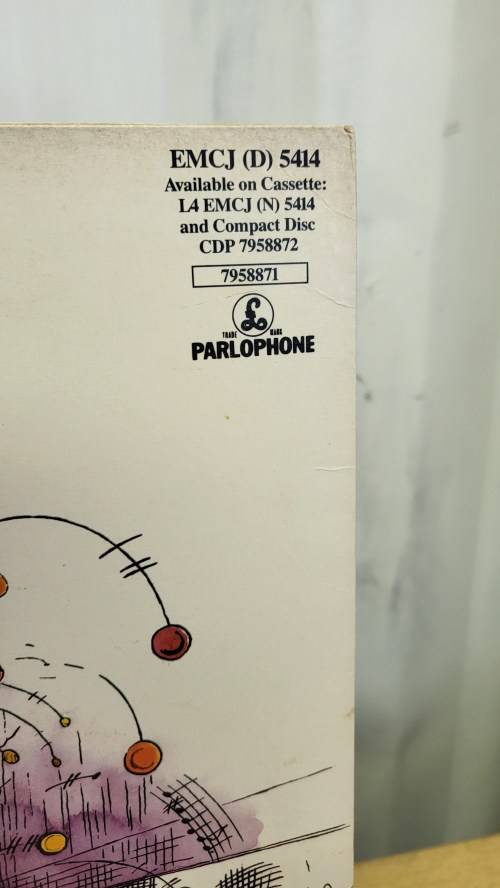 EMCJ (D) 5414
Available on Cassette:
L4 EMCJ (N) 5414
and Compact Disc
CDP 7958872
7958871
£
TRADE MARK
PARLOPHONE